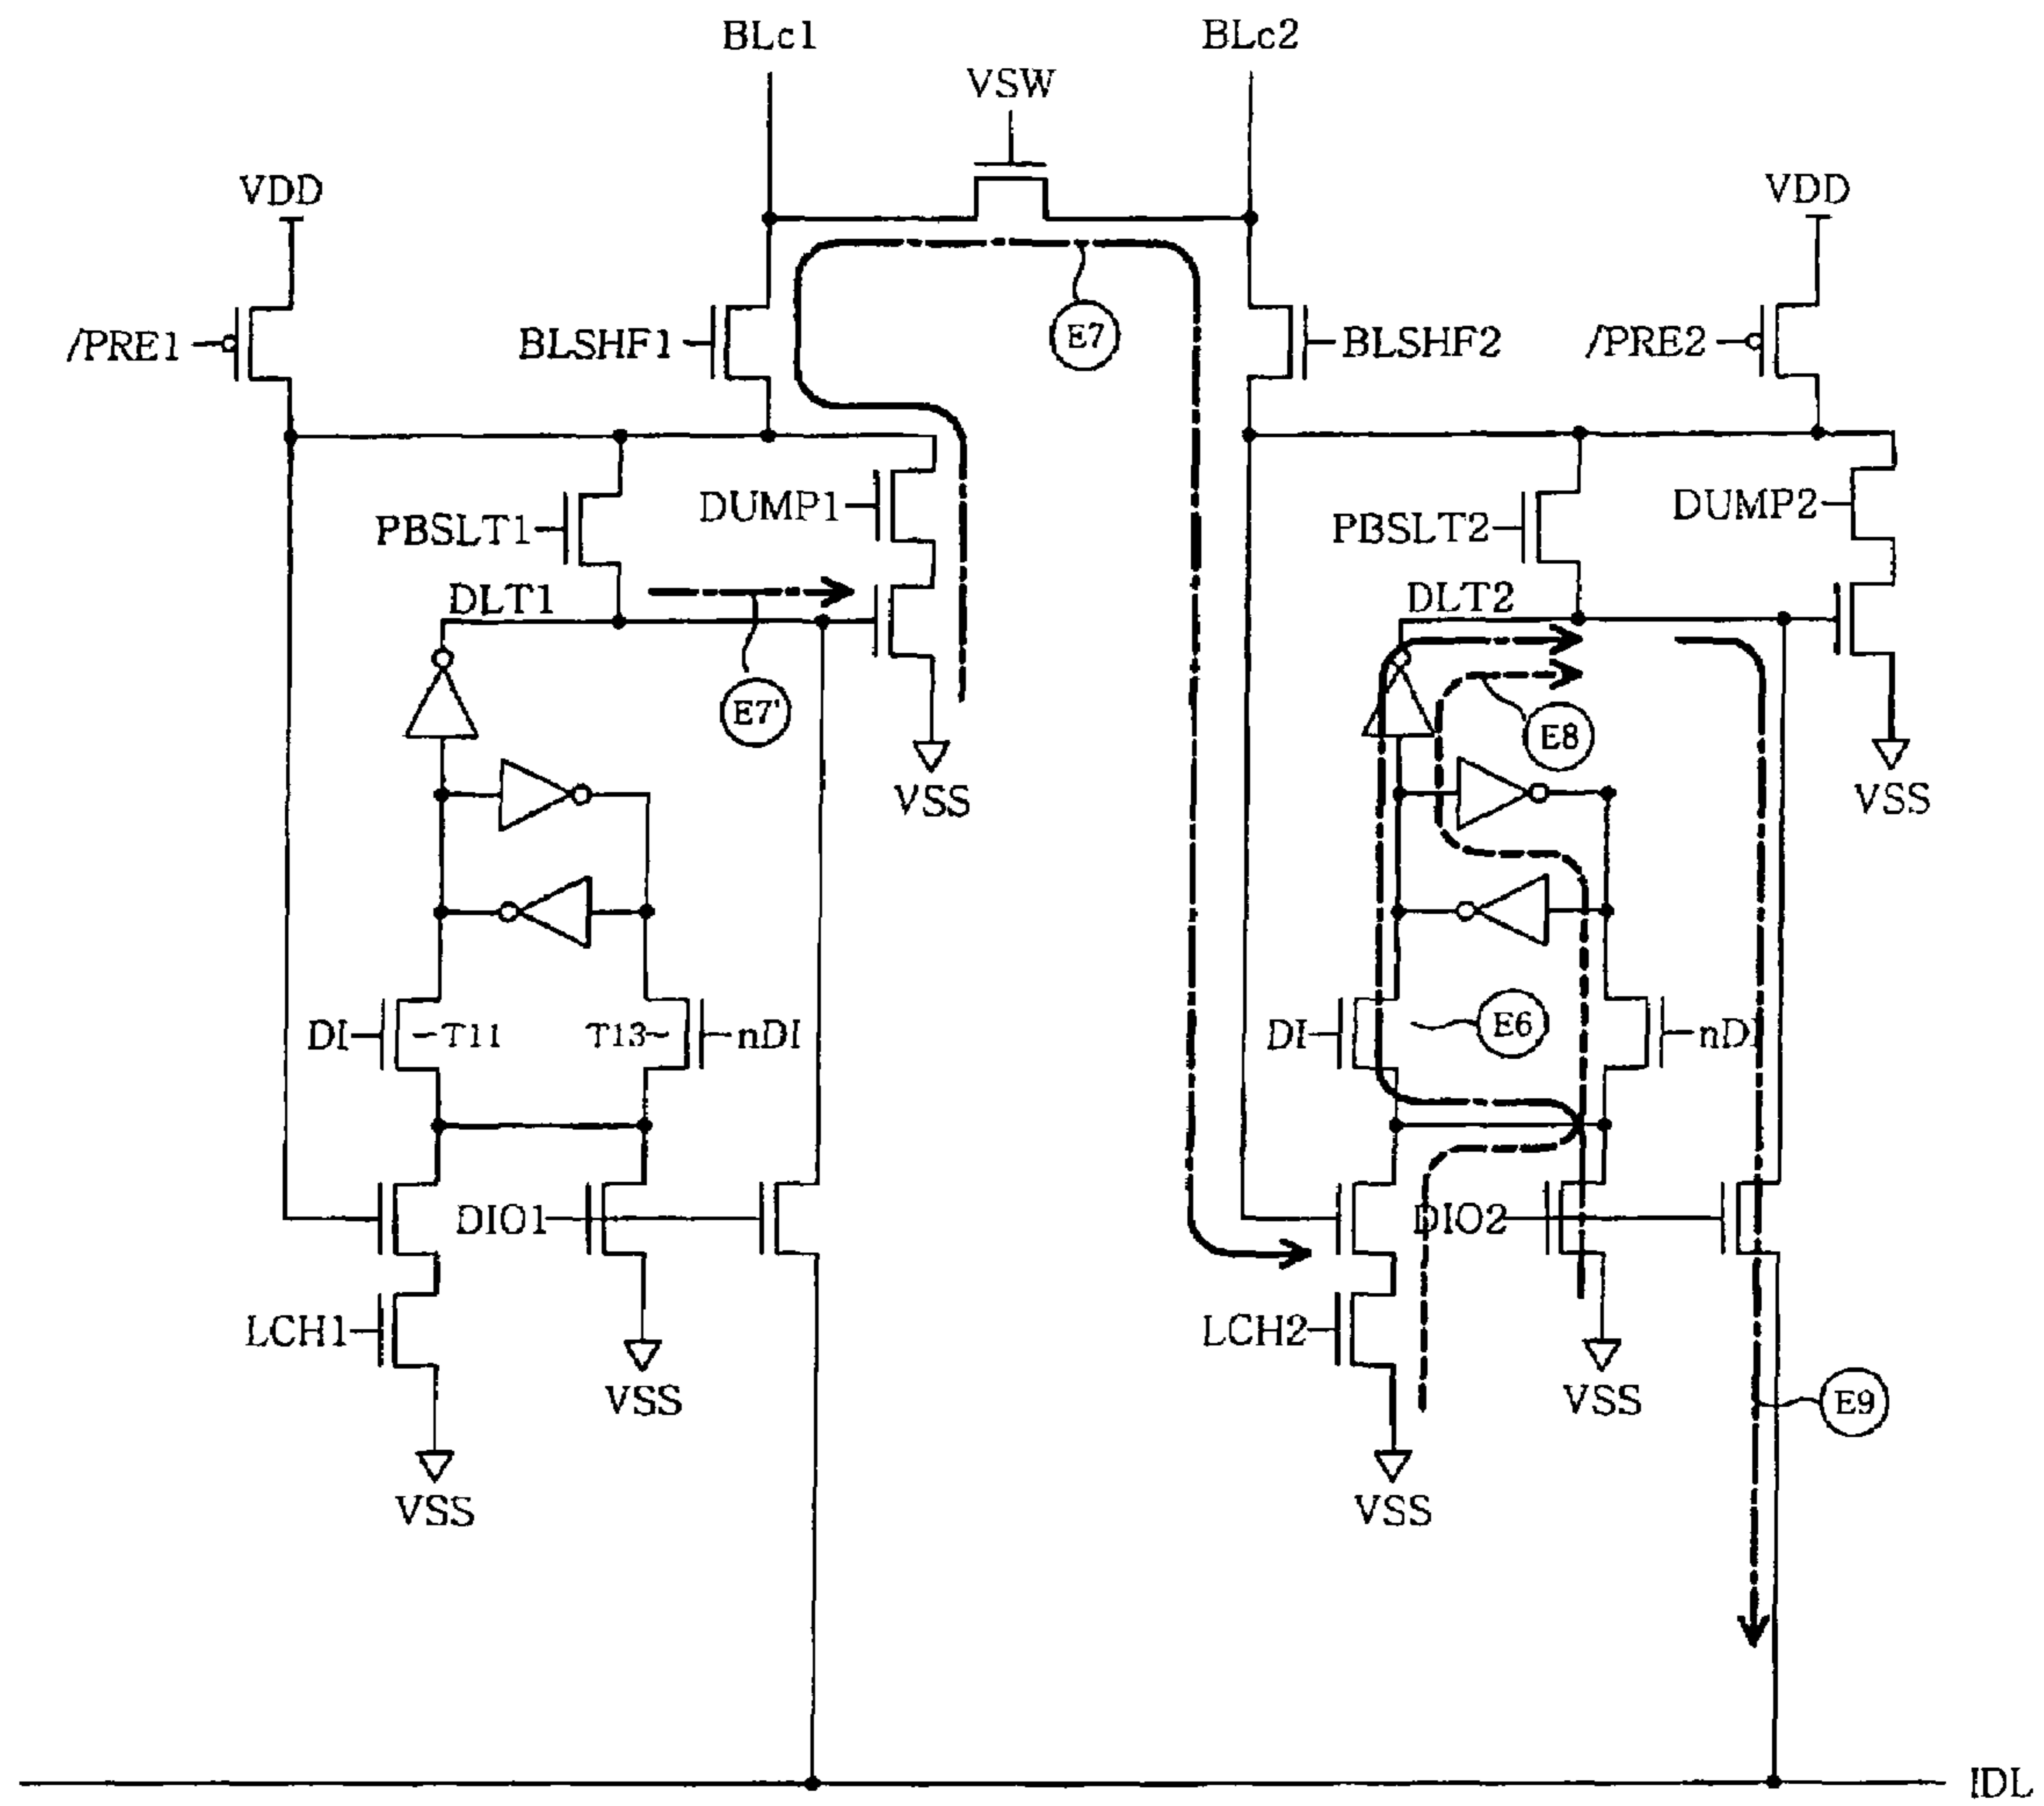 BLc1
BLc2
VSW
VDD
VDD
/PRE1
BLSHF1
E7
BLSHF2
/PRE2
PBSLT1
DUMP1
PBSLT2
DUMP2
DLT1
DLT2
E7'
E8
VSS
VSS
DI
T11
T13
nDI
DI
E6
nDI
DIO1
DIO2
LCH1
VSS
LCH2
VSS
E9
VSS
VSS
IDL